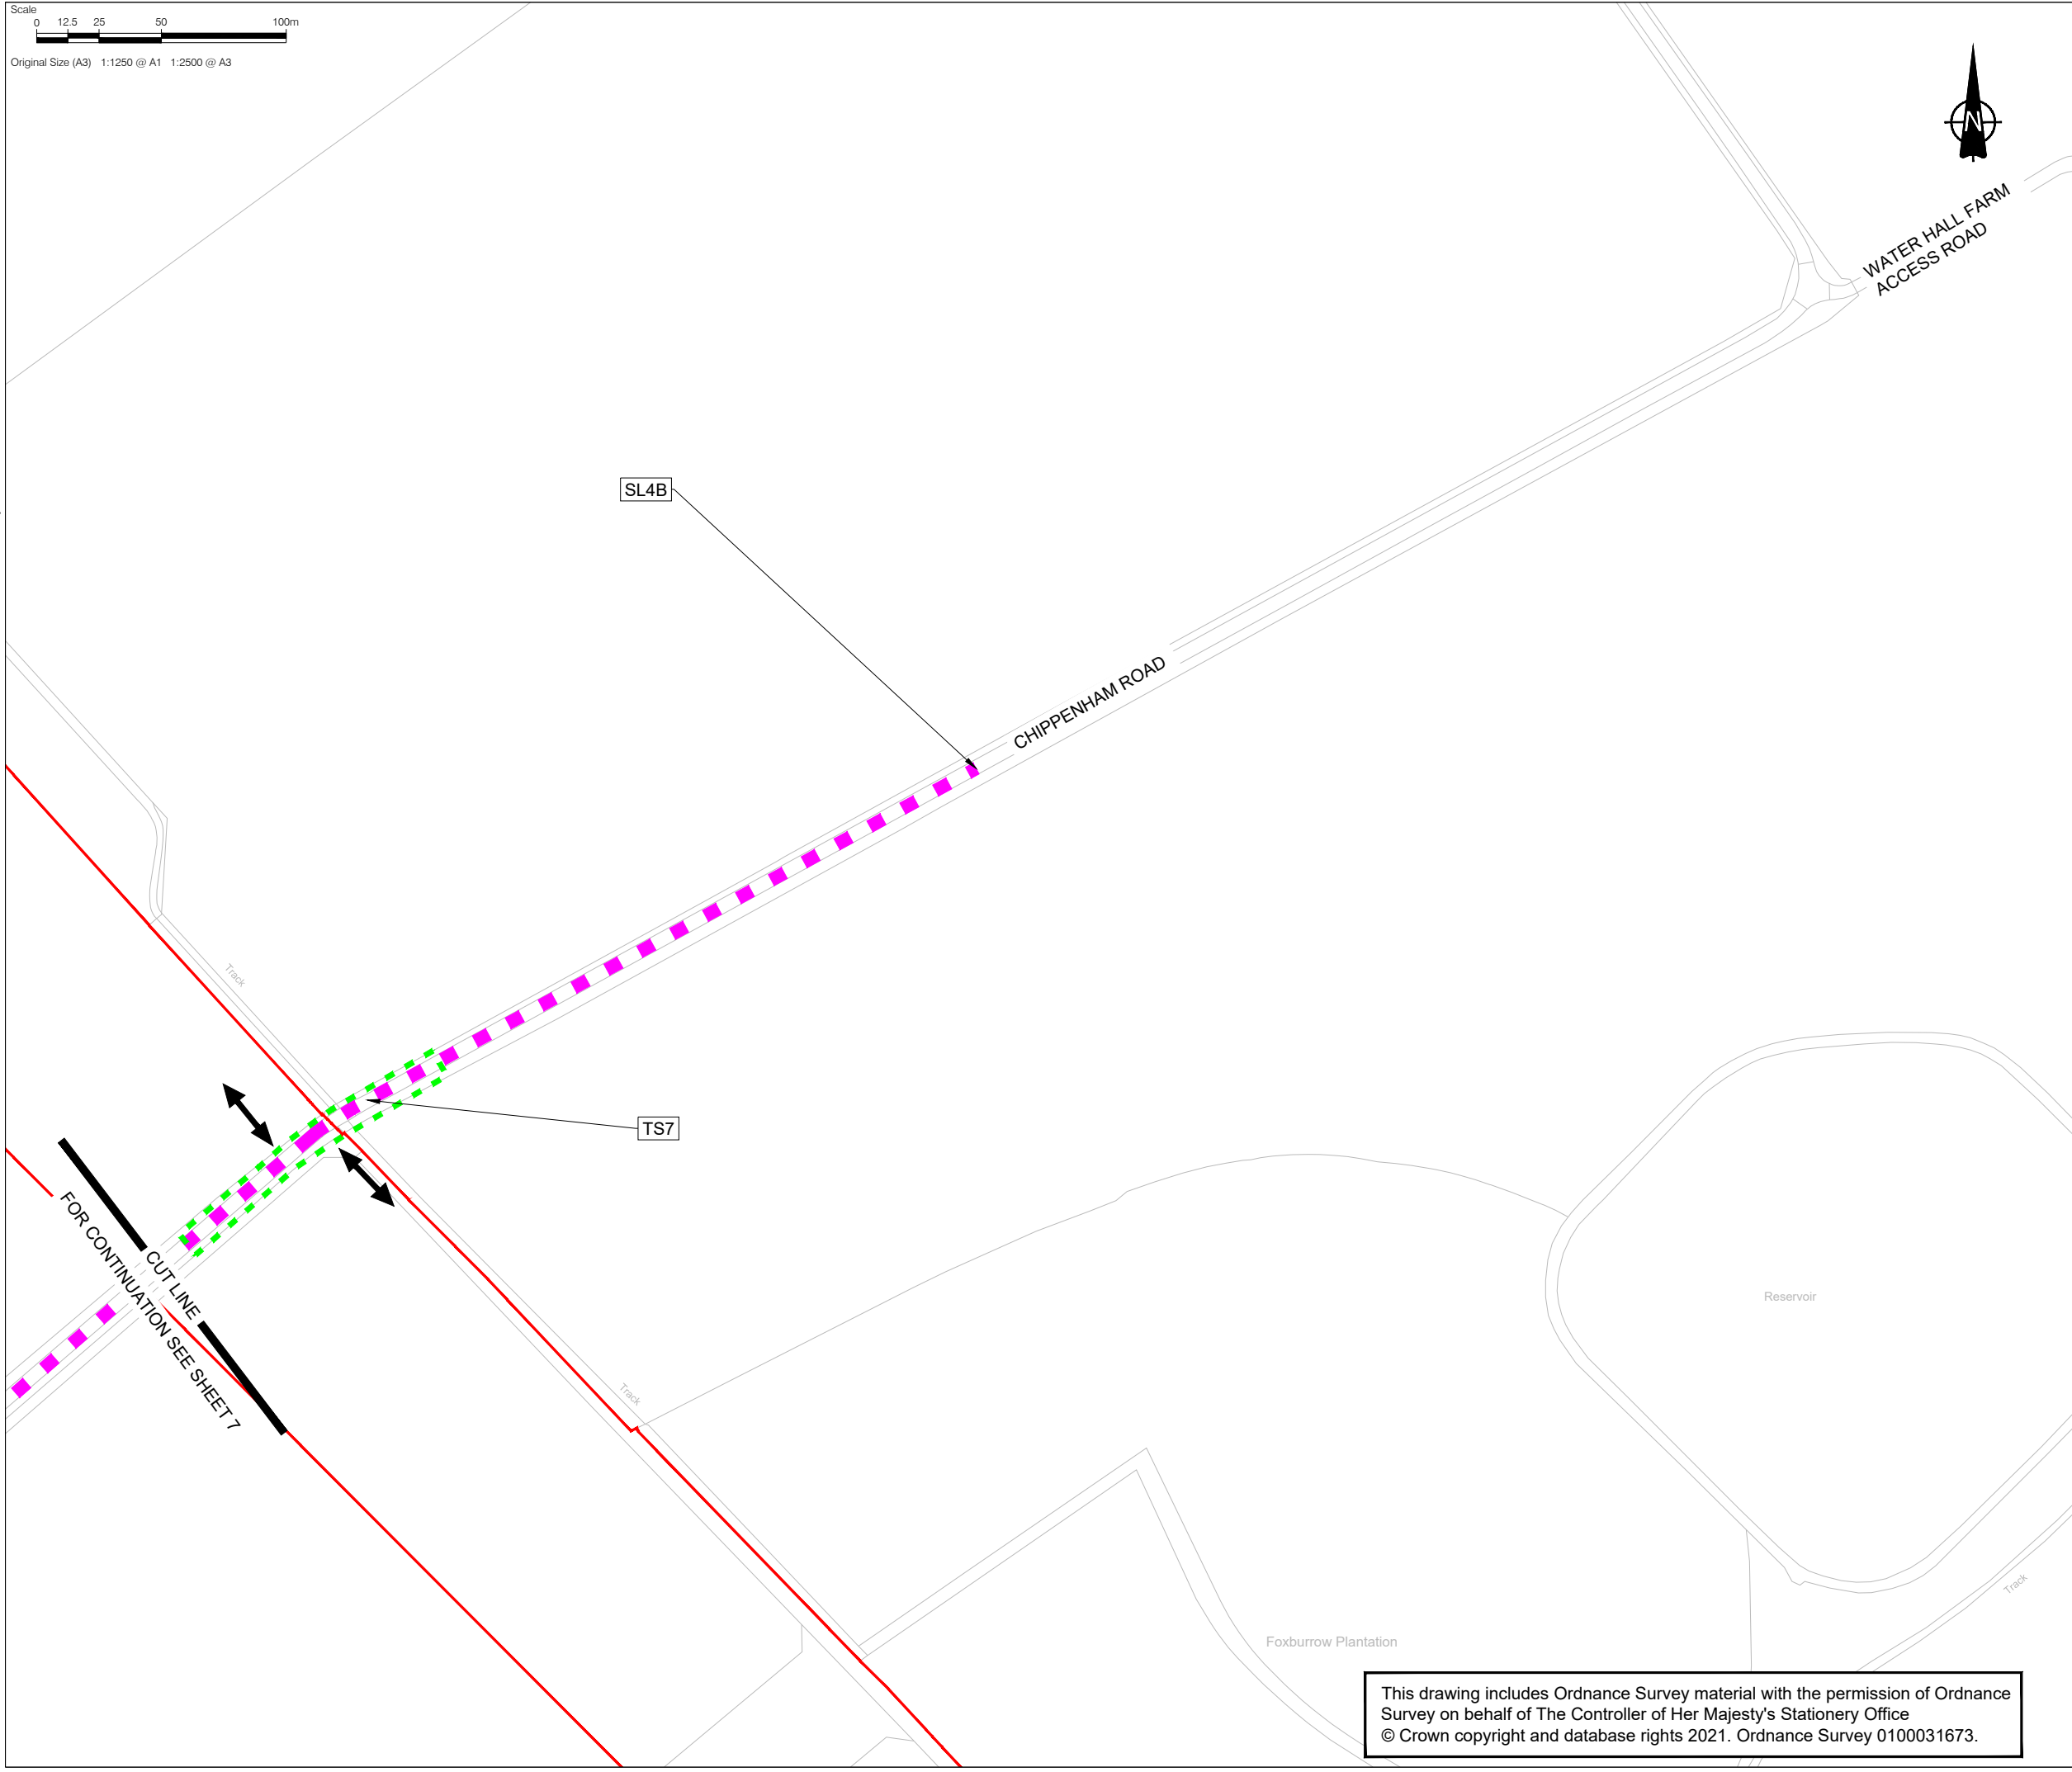 Scale
0 12.5 25 50 100m
Original Size (A3) 1:1250 @ A1 1:2500 @ A3
N
WATER HALL FARM
ACCESS ROAD
SL4B
CHIPPENHAM ROAD
Track
TS7
CUT LINE
FOR CONTINUATION SEE SHEET 7
Reservoir
Track
Track
Foxburrow Plantation
This drawing includes Ordnance Survey material with the permission of Ordnance
Survey on behalf of The Controller of Her Majesty's Stationery Office
© Crown copyright and database rights 2021. Ordnance Survey 0100031673.